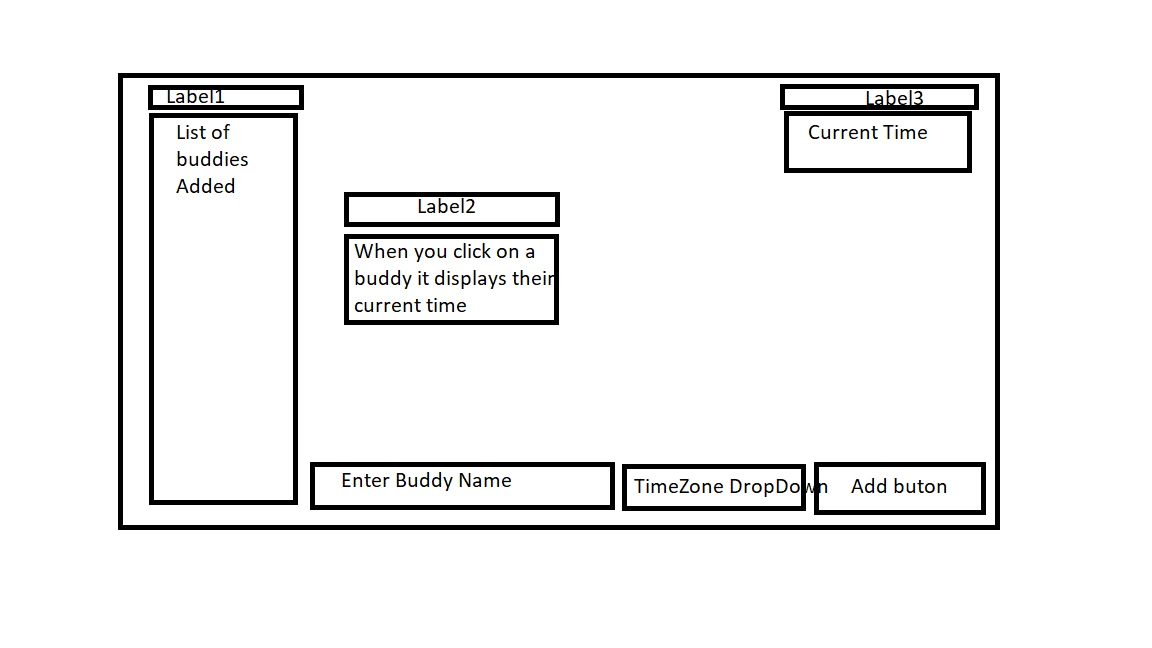 Label1
List of
buddies
Added
Label3
Current Time
Label2
When you click on a
buddy it displays their
current time
Enter Buddy Name
TimeZone DropDown
Add buton